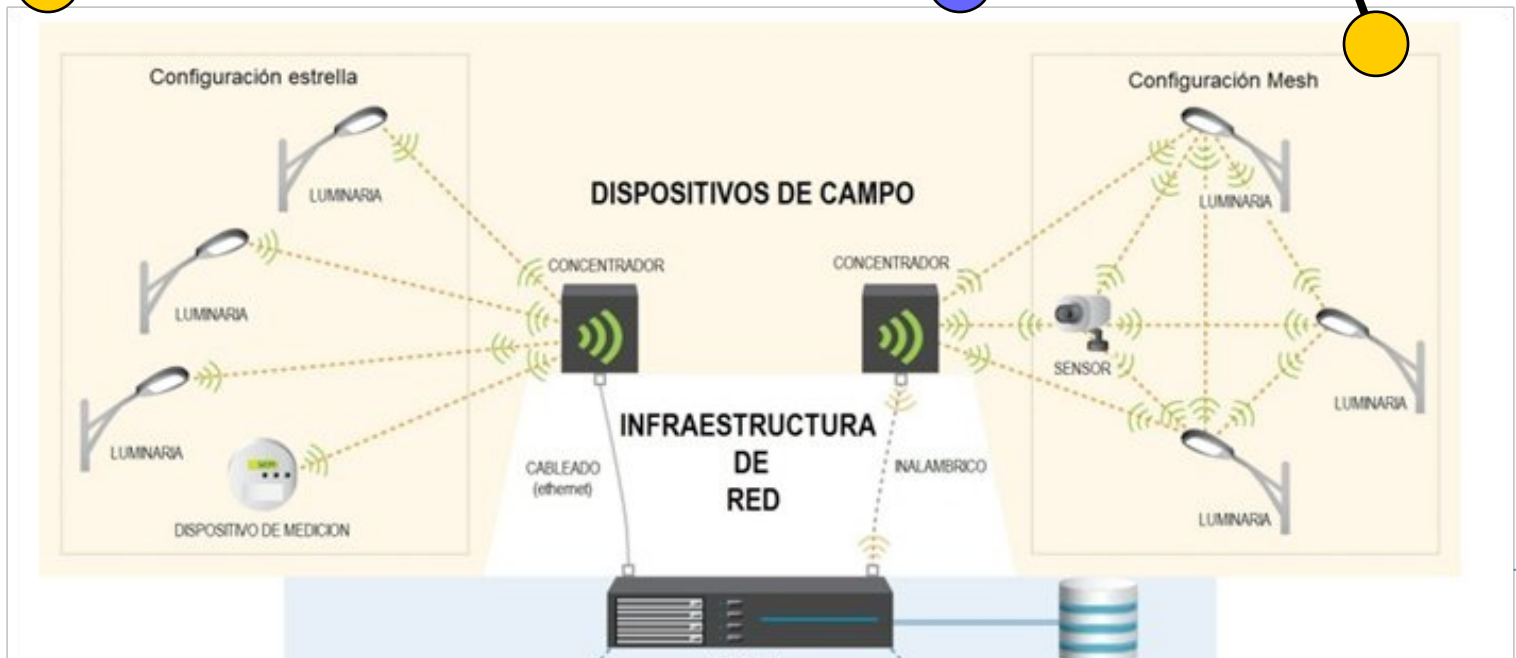 Configuración estrella
Configuración Mesh
LUMINARIA
DISPOSITIVOS DE CAMPO
LUMINARIA
CONCENTRADOR
CONCENTRADOR
LUMINARIA
SENSOR
LUMINARIA
LUMINARIA
INFRAESTRUCTURA
DE
RED
CABLEADO
(ethernet)
INALAMBRICO
LUMINARIA
DISPOSITIVO DE MEDICION